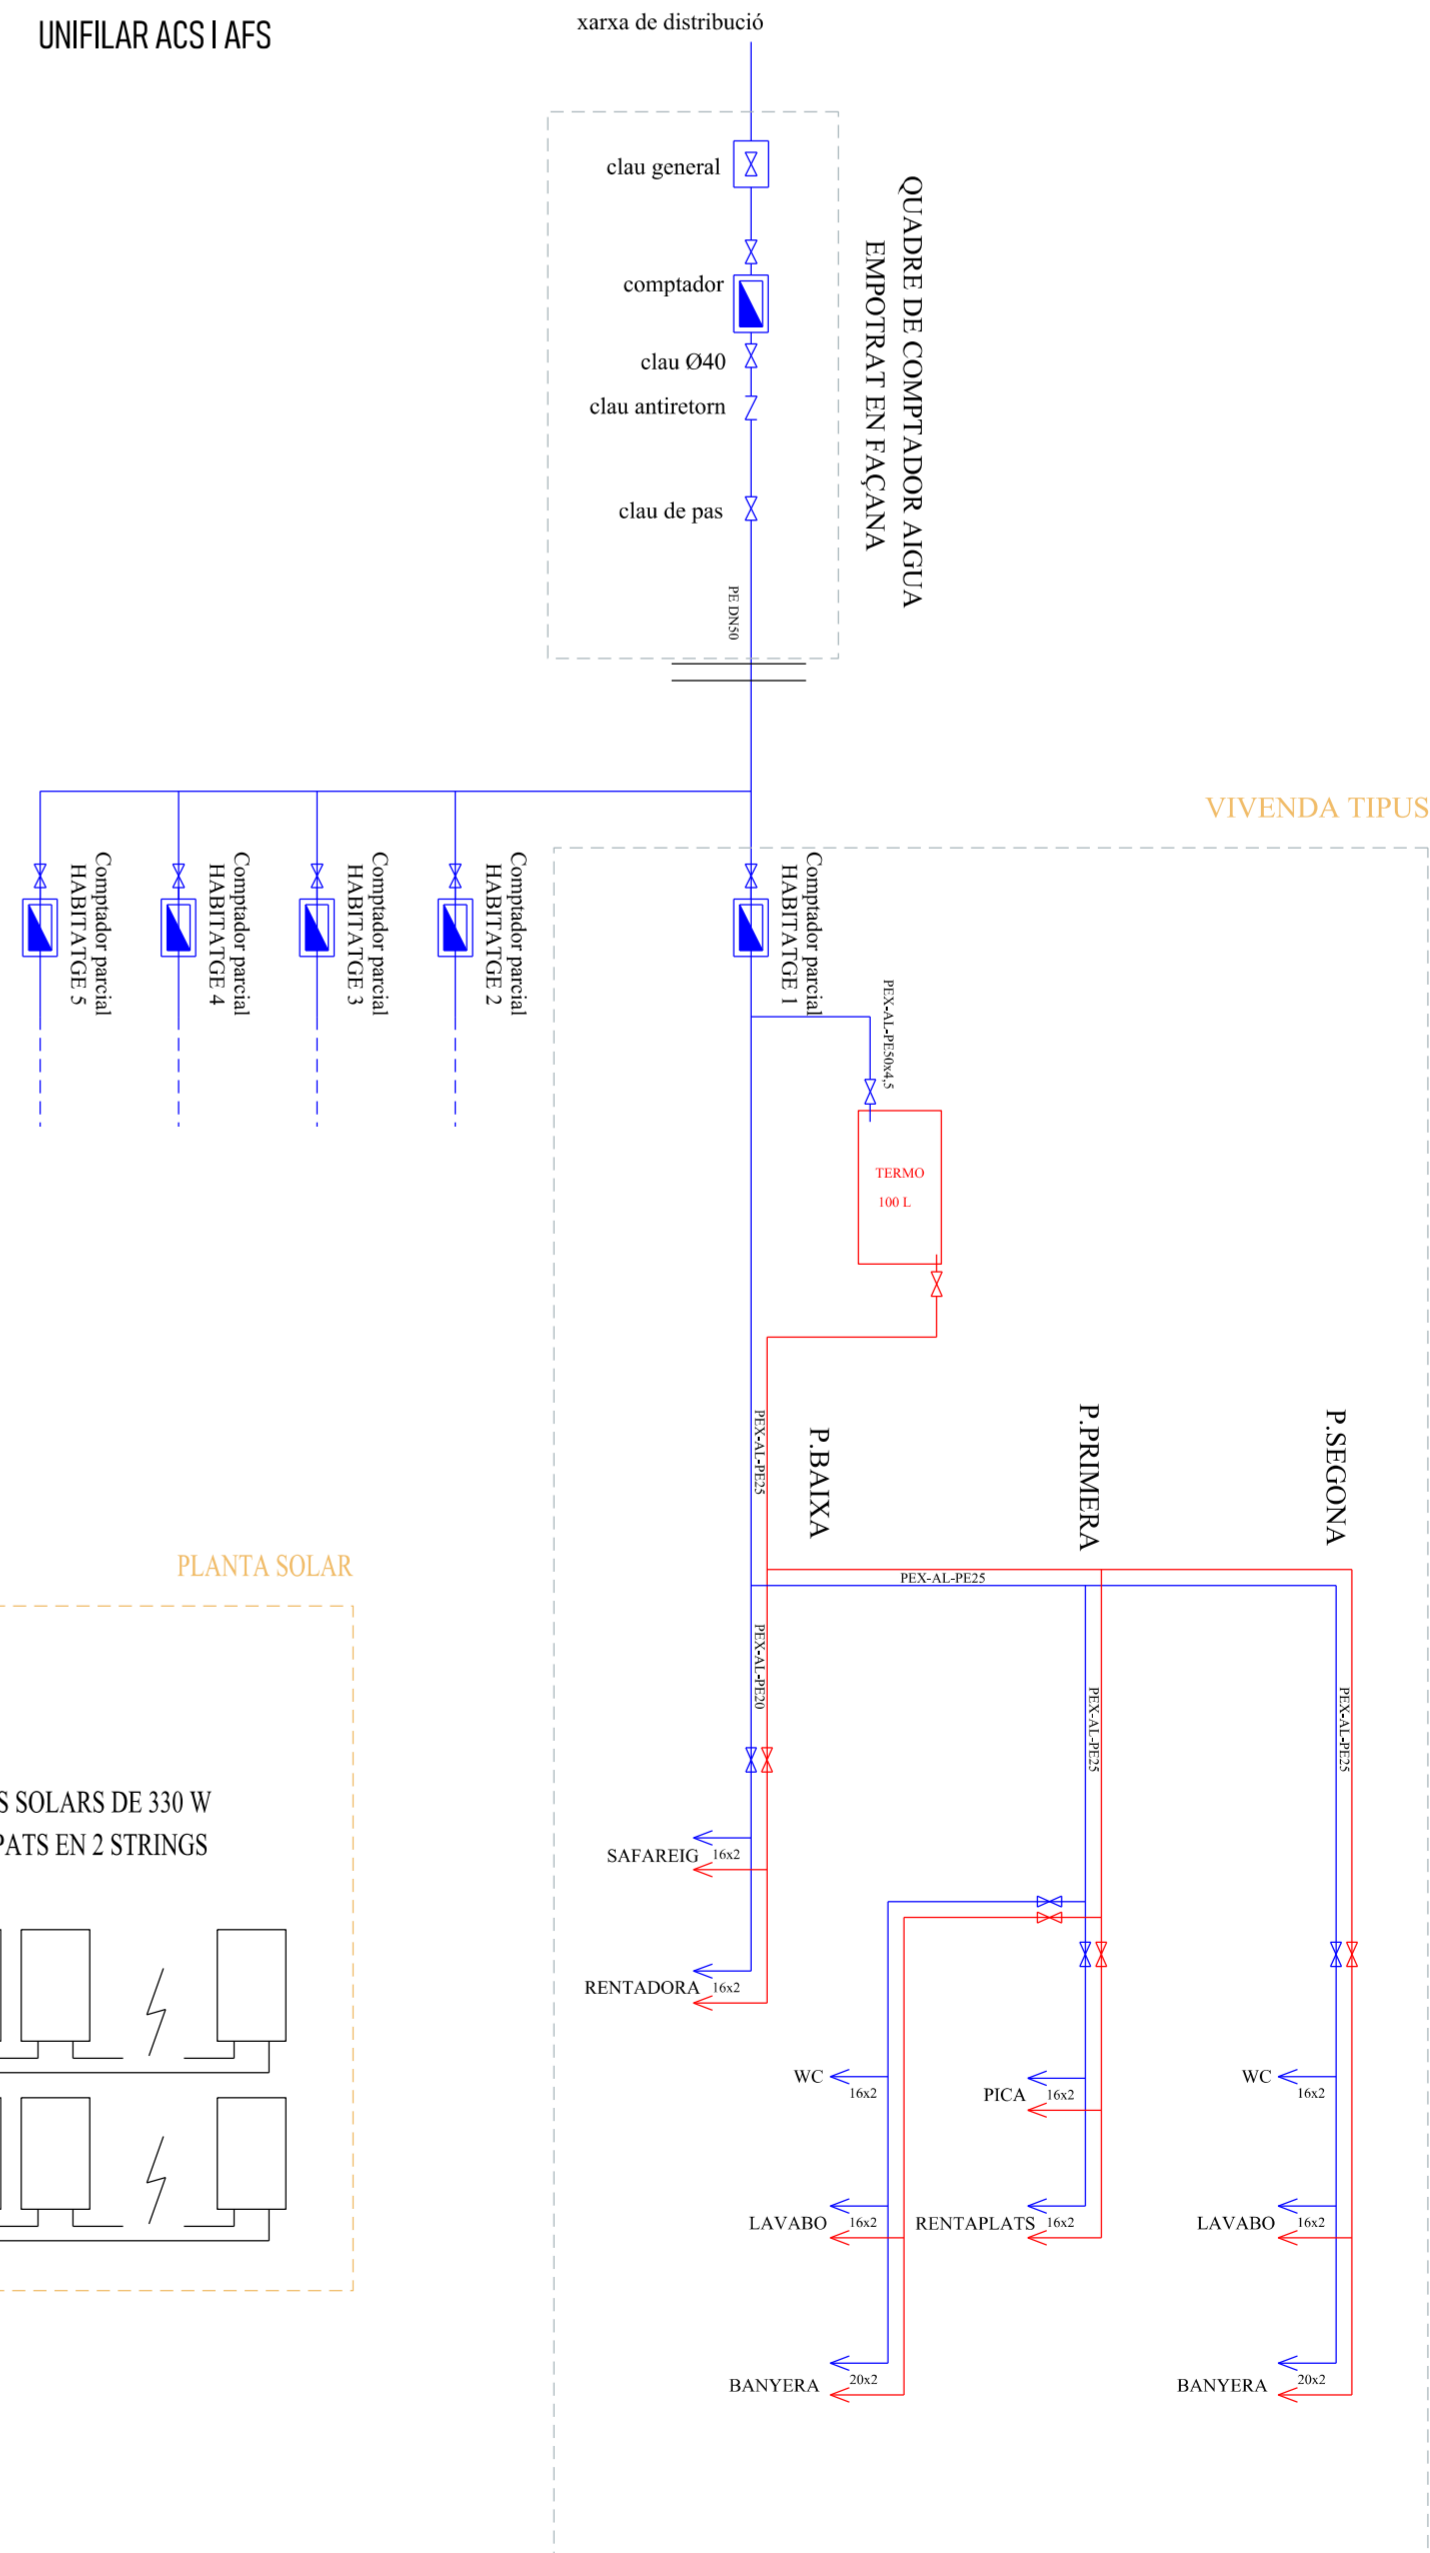 UNIFILAR ACS I AFS
xarxa de distribució
clau general
comptador
clau Ø40
clau antiretorn
clau de pas
PE DN50
QUADRE DE COMPTADOR AIGUA
EMPOTRAT EN FAÇANA
VIVENDA TIPUS
Comptador parcial
HABITATGE 5
Comptador parcial
HABITATGE 4
Comptador parcial
HABITATGE 3
Comptador parcial
HABITATGE 2
Comptador parcial
HABITATGE 1
PEX-AL-PE50x4,5
TERMO
100 L
PEX-AL-PE25
P.BAIXA
P.PRIMERA
P.SEGONA
PEX-AL-PE25
PEX-AL-PE20
PEX-AL-PE25
PEX-AL-PE25
SAFAREIG 16x2
RENTADORA 16x2
WC 16x2
LAVABO 16x2
BANYERA 20x2
PICA 16x2
RENTAPLATS 16x2
WC 16x2
LAVABO 16x2
BANYERA 20x2
PLANTA SOLAR
S SOLARS DE 330 W
PATS EN 2 STRINGS